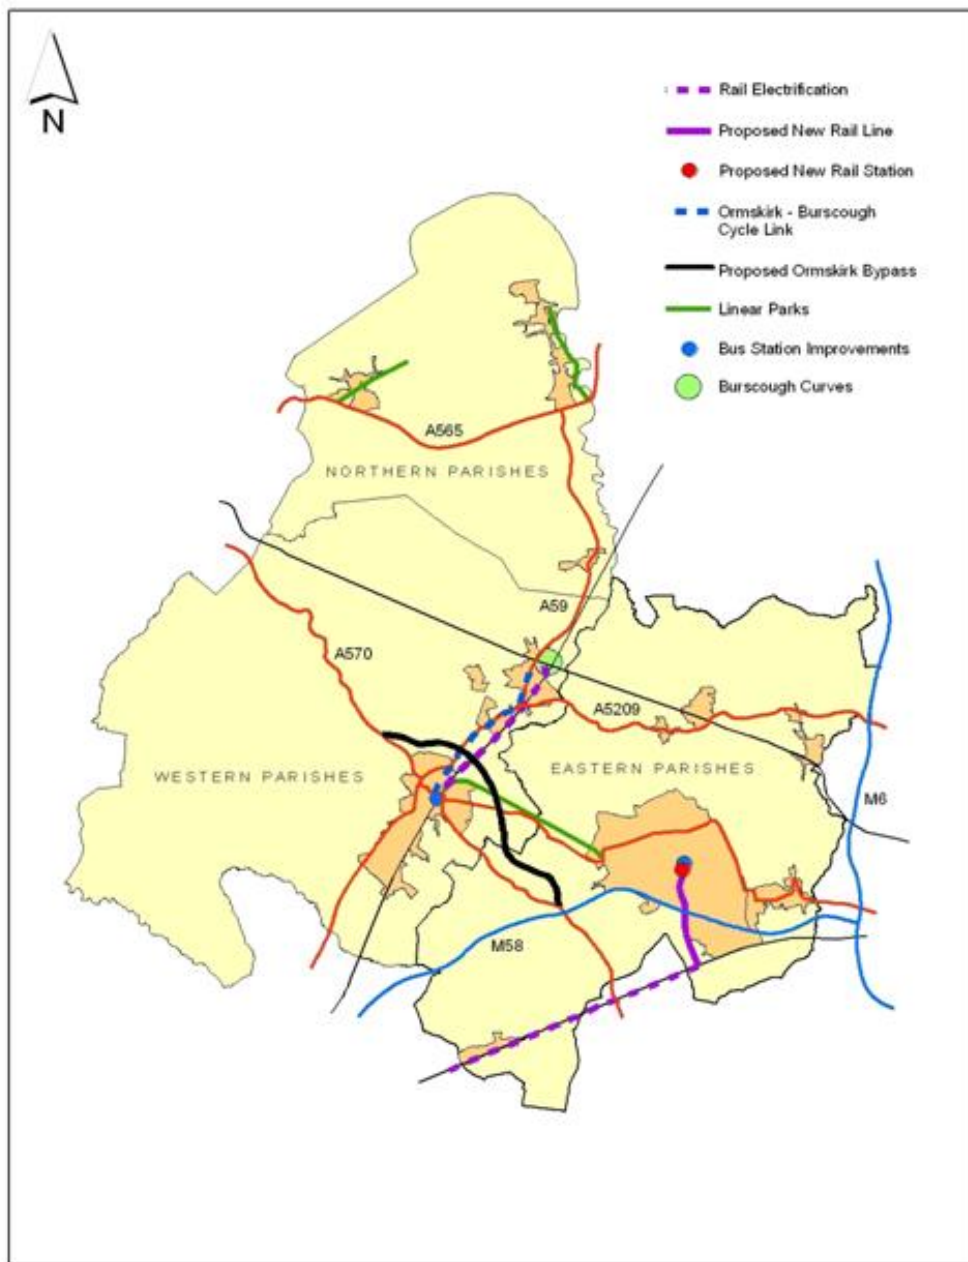 N
Rail Electrification
Proposed New Rail Line
Proposed New Rail Station
Ormskirk - Burscough
Cycle Link
Proposed Ormskirk Bypass
Linear Parks
Bus Station Improvements
Burscough Curves
A565
NORTHERN PARISHES
A59
A570
A5209
WESTERN PARISHES
EASTERN PARISHES
M6
M58